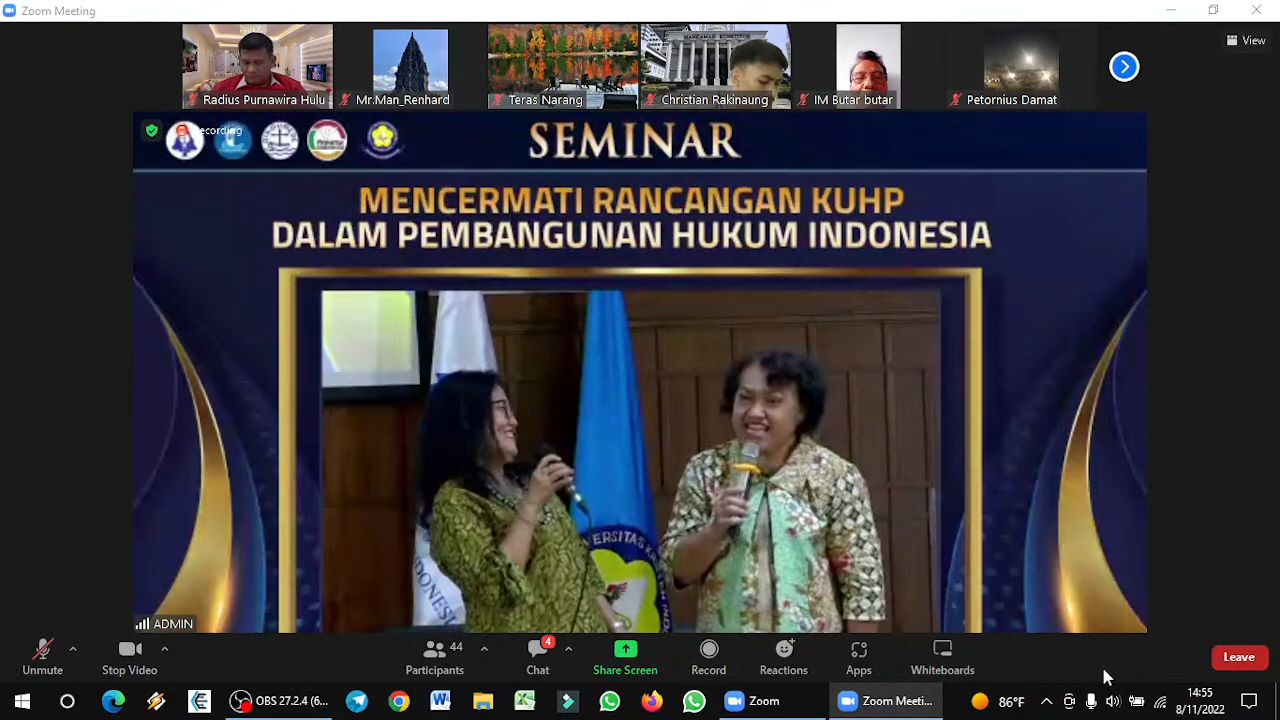 Zoom Meeting
View
Radius Purnawira Hulu
Mr.Man_Renhard
Teras Narang
Christian Rakinaung
IM Butar butar
Petornius Damat
SEMINAR
MENCERMATI RANCANGAN KUHP
DALAM PEMBANGUNAN HUKUM INDONESIA
ADMIN
Unmute
Stop Video
44
Participants
4
Chat
Share Screen
Record
Reactions
Apps
Whiteboards
Leave
OBS 27.2.4 (6...
Zoom
Zoom Meeti...
86°F
14:55
8/11/2022